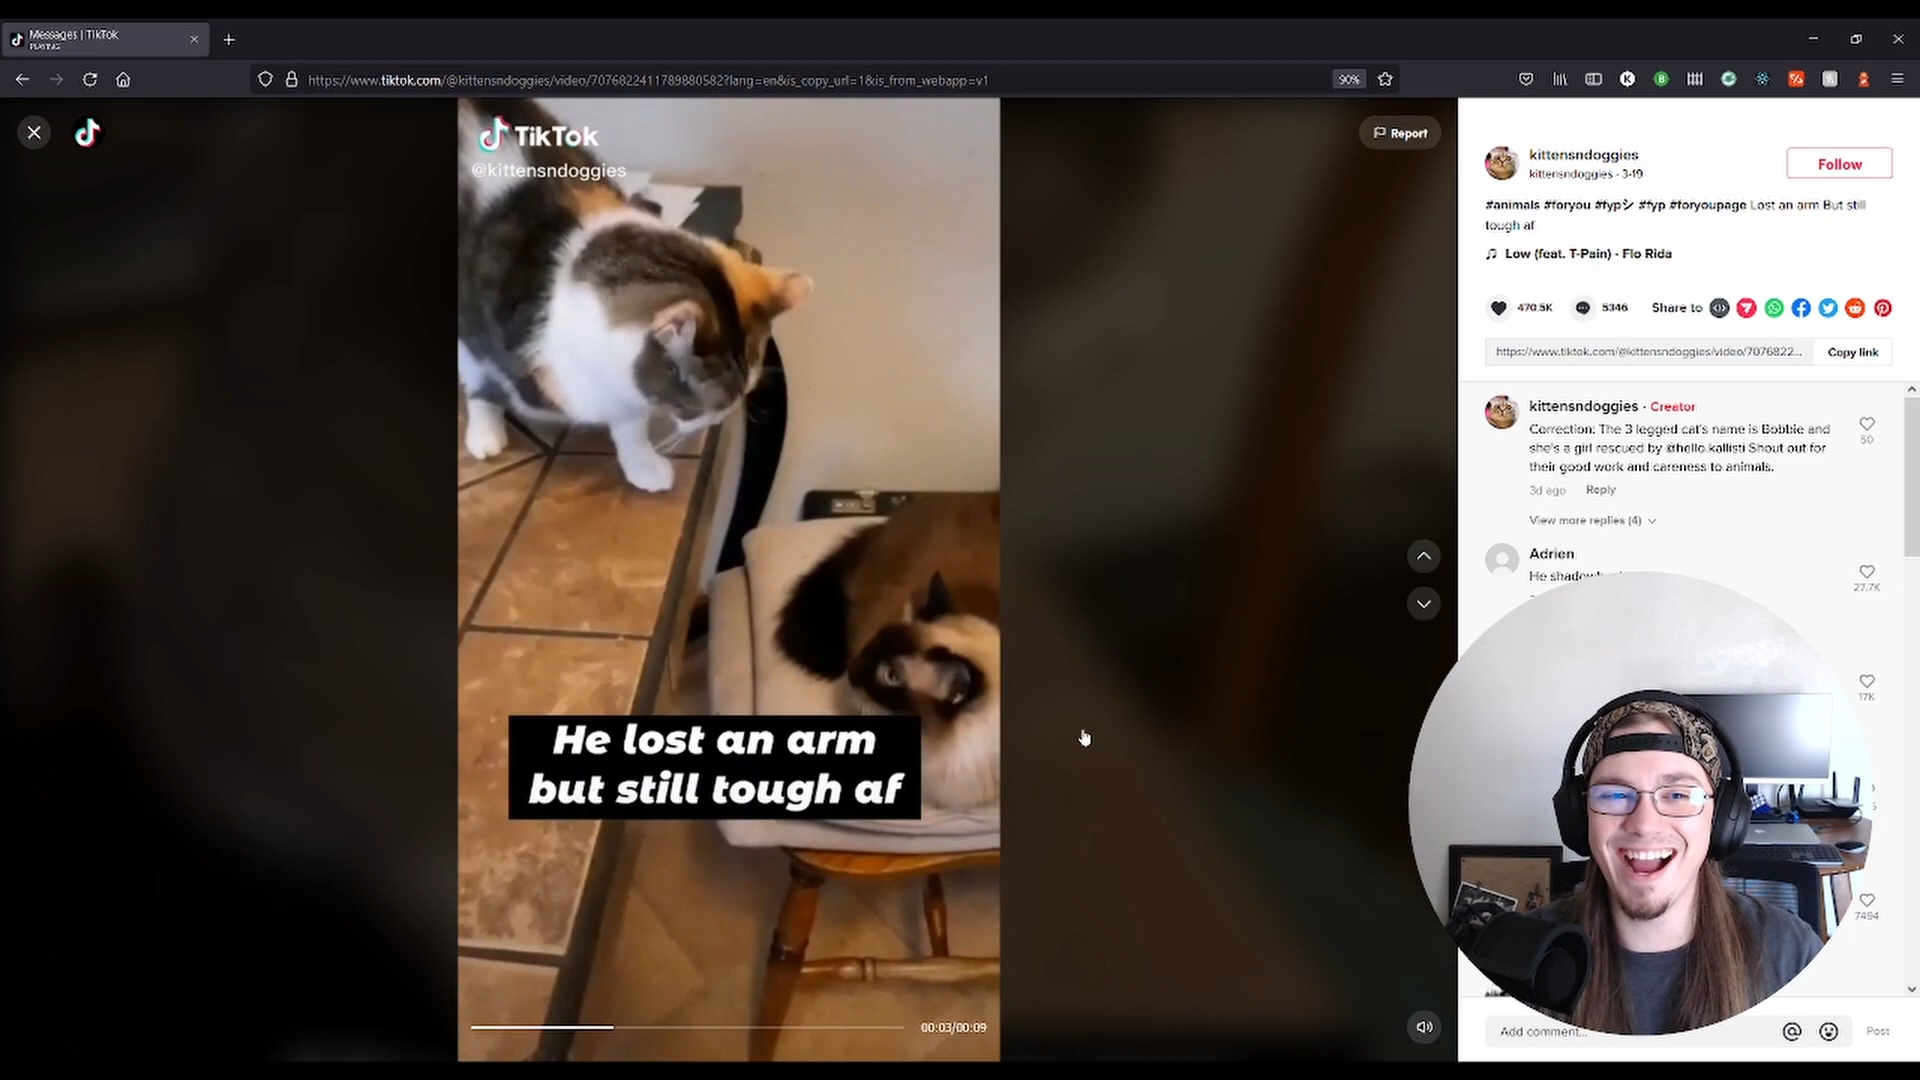 Messages | TikTok
PLAYING
https://www.tiktok.com/@kittensndoggies/video/7076822411789880582?lang=en&is_copy_url=1&is_from_webapp=v1
90%
TikTok
@kittensndoggies
He lost an arm
but still tough af
00:03/00:09
Report
kittensndoggies
kittensndoggies · 3-19
Follow
#animals #foryou #fypシ #fyp #foryoupage Lost an arm But still
tough af
Low (feat. T-Pain) - Flo Rida
470.5K
5346
Share to
https://www.tiktok.com/@kittensndoggies/video/7076822...
Copy link
kittensndoggies · Creator
Correction: The 3 legged cat's name is Bobbie and
she's a girl rescued by @hello.kallisti Shout out for
their good work and careness to animals.
50
3d ago Reply
View more replies (4)
Adrien
He
27.7K
17K
7494
Add comment...
Post